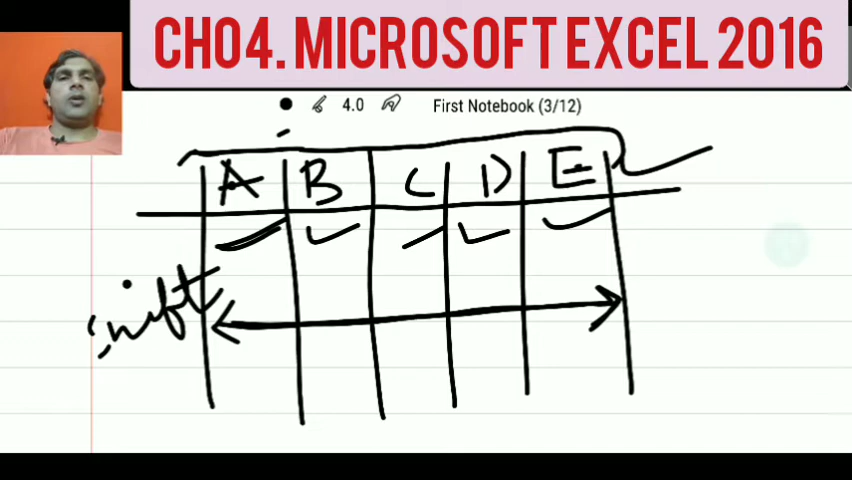 CH04. MICROSOFT EXCEL 2016
4.0 First Notebook (3/12)
A B C D E
shift